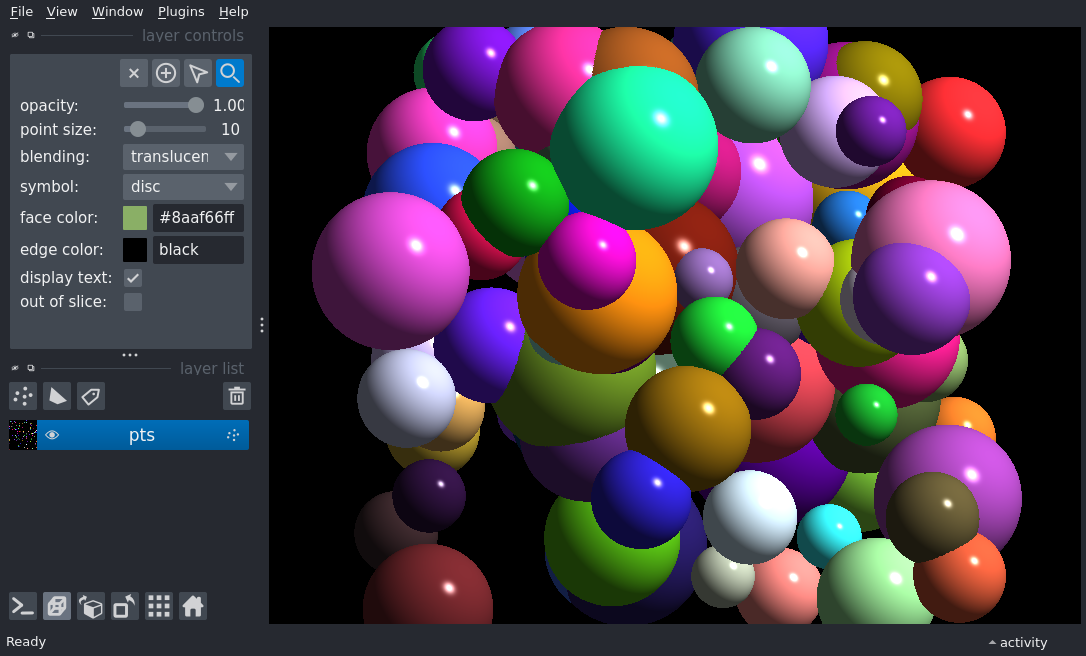 File View Window Plugins Help
layer controls
opacity: 1.00
point size: 10
blending: translucen
symbol: disc
face color: #8aaf66ff
edge color: black
display text:
out of slice:
layer list
pts
Ready
activity